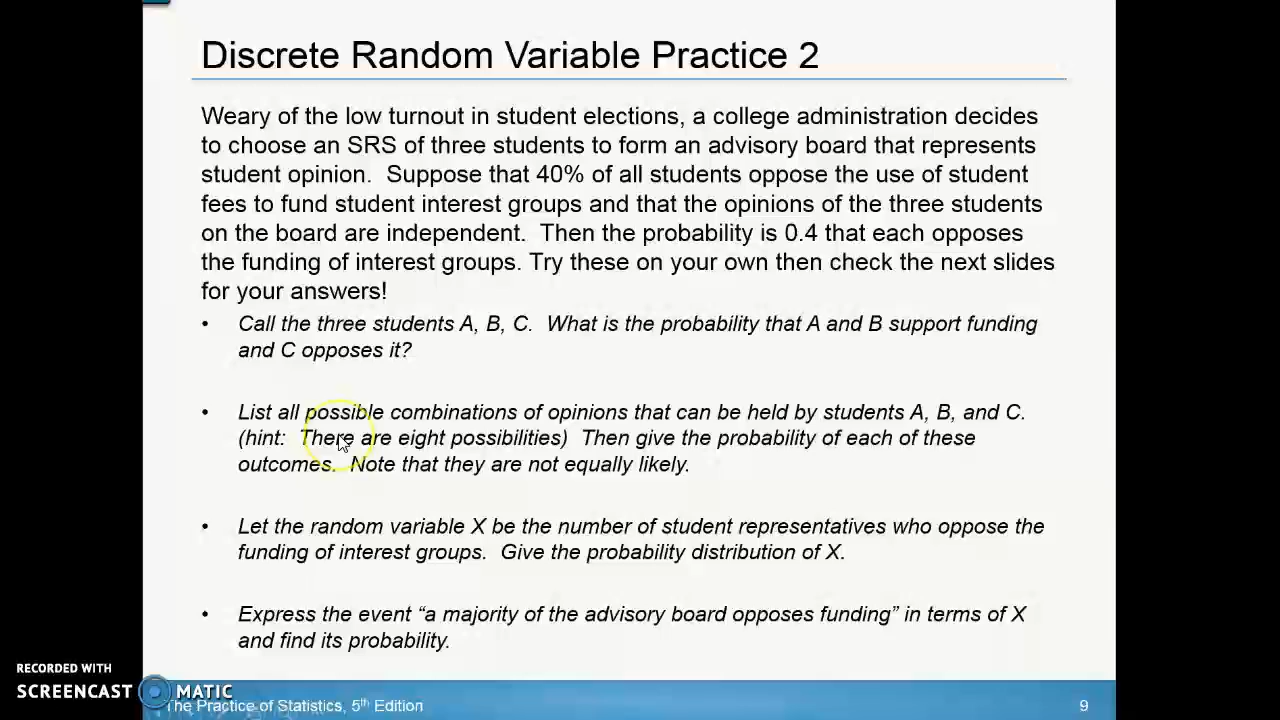 Discrete Random Variable Practice 2
Weary of the low turnout in student elections, a college administration decides
to choose an SRS of three students to form an advisory board that represents
student opinion.  Suppose that 40% of all students oppose the use of student
fees to fund student interest groups and that the opinions of the three students
on the board are independent.  Then the probability is 0.4 that each opposes
the funding of interest groups. Try these on your own then check the next slides
for your answers!
• Call the three students A, B, C.  What is the probability that A and B support funding
and C opposes it?
• List all possible combinations of opinions that can be held by students A, B, and C.
(hint:  There are eight possibilities)  Then give the probability of each of these
outcomes.  Note that they are not equally likely.
• Let the random variable X be the number of student representatives who oppose the
funding of interest groups.  Give the probability distribution of X.
• Express the event “a majority of the advisory board opposes funding” in terms of X
and find its probability.
RECORDED WITH
SCREENCAST MATIC
The Practice of Statistics, 5th Edition
9